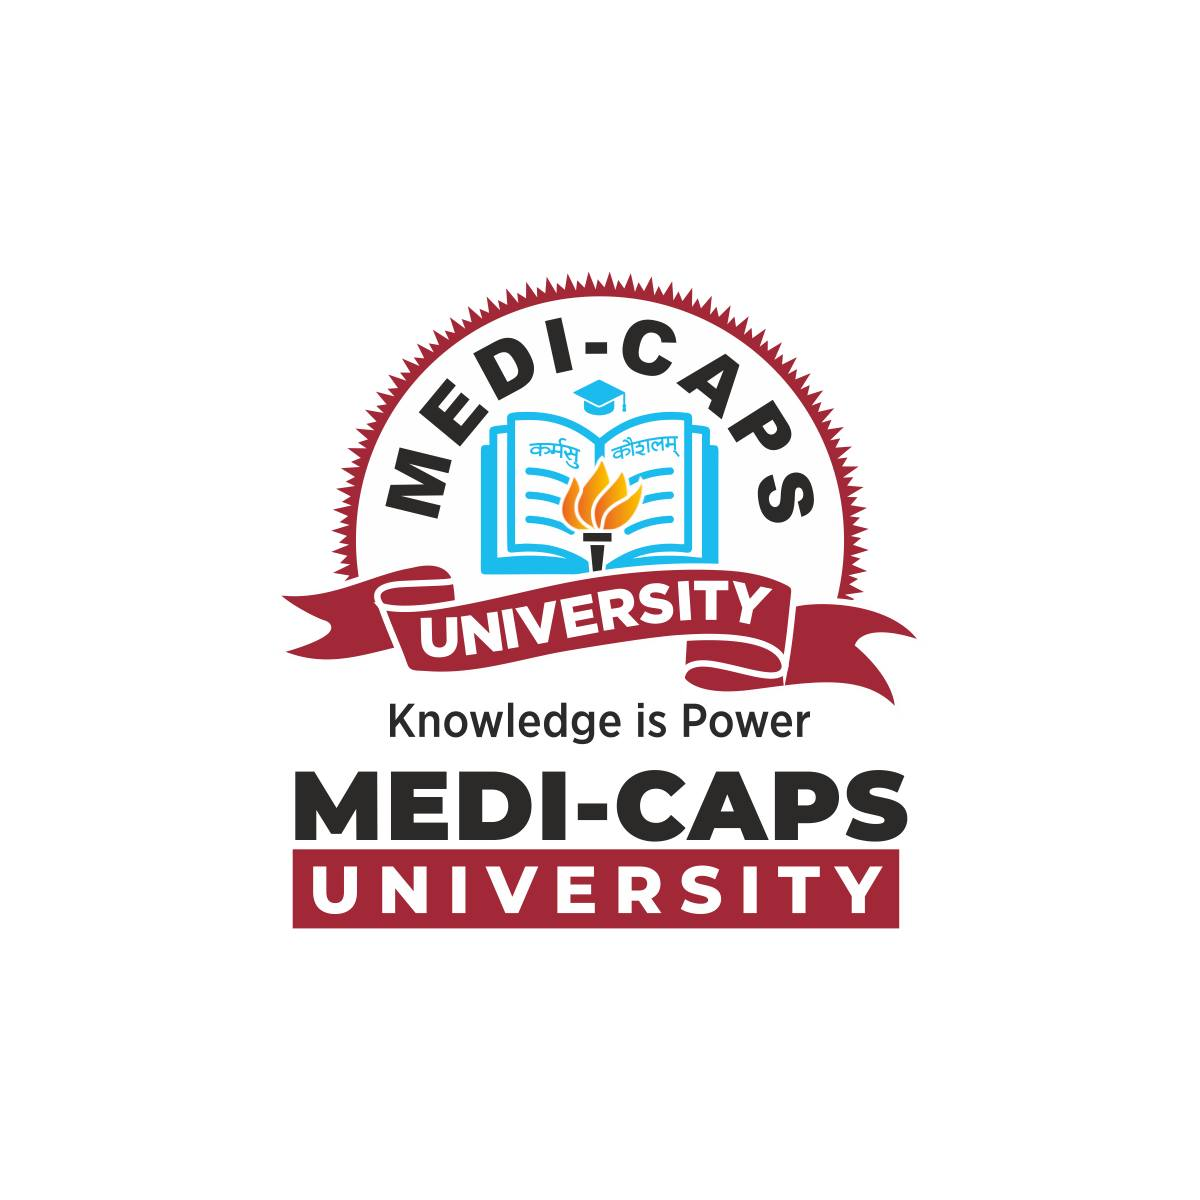 MEDI-CAPS
कर्मसु कौशलम्
UNIVERSITY
Knowledge is Power
MEDI-CAPS
UNIVERSITY